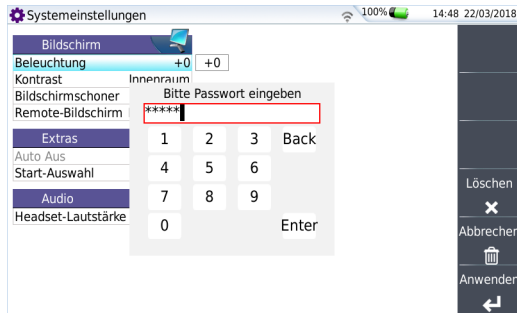 Systemeinstellungen
100%
14:48 22/03/2018
Bildschirm
Beleuchtung +0 +0
Kontrast Innenraum
Bildschirmschoner
Remote-Bildschirm
Extras
Auto Aus
Start-Auswahl
Audio
Headset-Lautstärke
Bitte Passwort eingeben
*****
1 2 3 Back
4 5 6
7 8 9
0 Enter
Löschen
Abbrechen
Anwenden